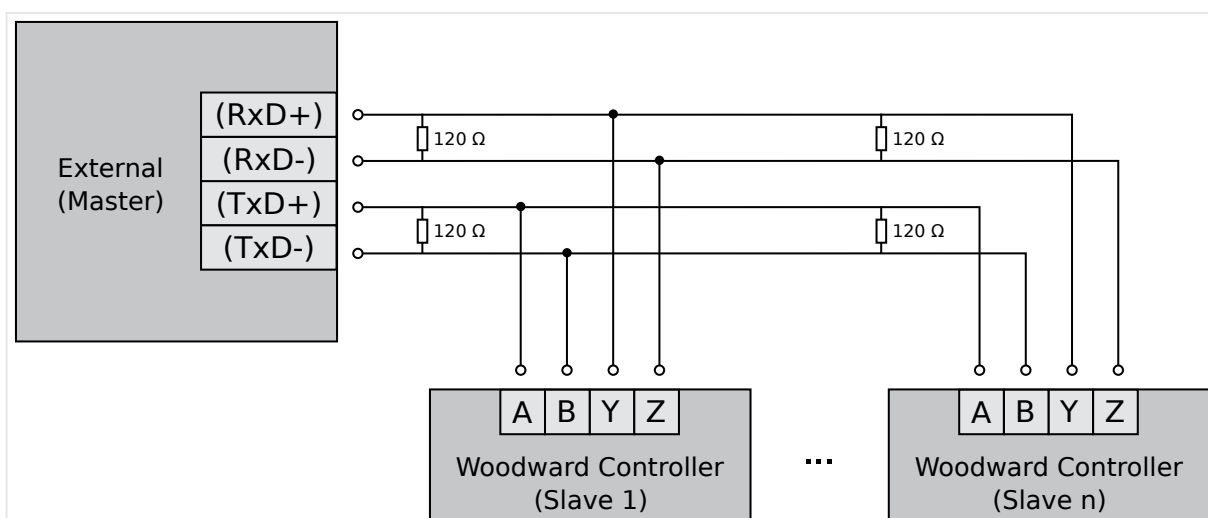 External
(Master)
(RxD+)
(RxD-)
(TxD+)
(TxD-)
120 Ω
120 Ω
120 Ω
120 Ω
A B Y Z
Woodward Controller
(Slave 1)
...
A B Y Z
Woodward Controller
(Slave n)